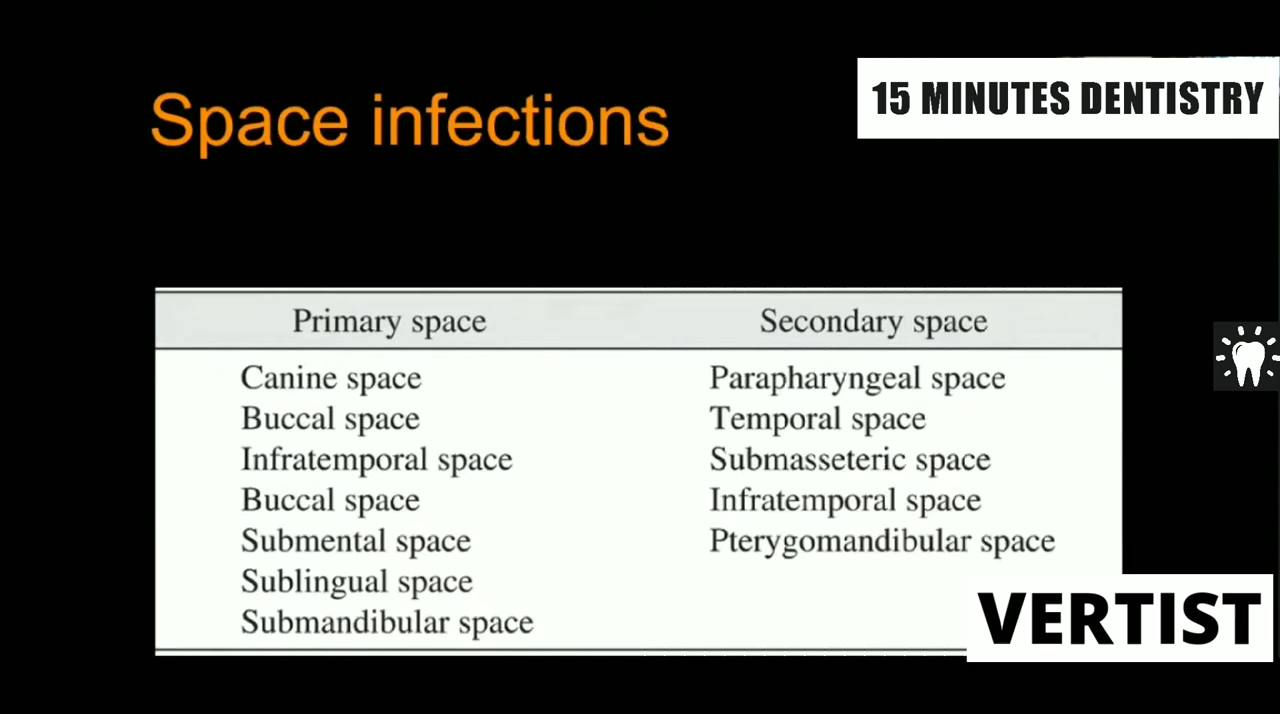 15 MINUTES DENTISTRY
Space infections
Primary space Secondary space
Canine space Parapharyngeal space
Buccal space Temporal space
Infratemporal space Submasseteric space
Buccal space Infratemporal space
Submental space Pterygomandibular space
Sublingual space
Submandibular space
VERTIST